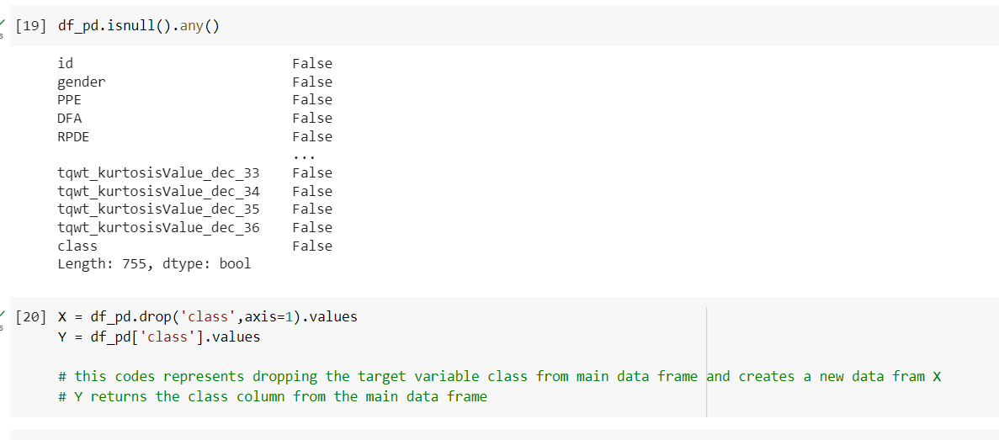 [19] df_pd.isnull().any()
s
id False
gender False
PPE False
DFA False
RPDE False
...
tqwt_kurtosisValue_dec_33 False
tqwt_kurtosisValue_dec_34 False
tqwt_kurtosisValue_dec_35 False
tqwt_kurtosisValue_dec_36 False
class False
Length: 755, dtype: bool
[20] X = df_pd.drop('class',axis=1).values
s
Y = df_pd['class'].values
# this codes represents dropping the target variable class from main data frame and creates a new data fram X
# Y returns the class column from the main data frame